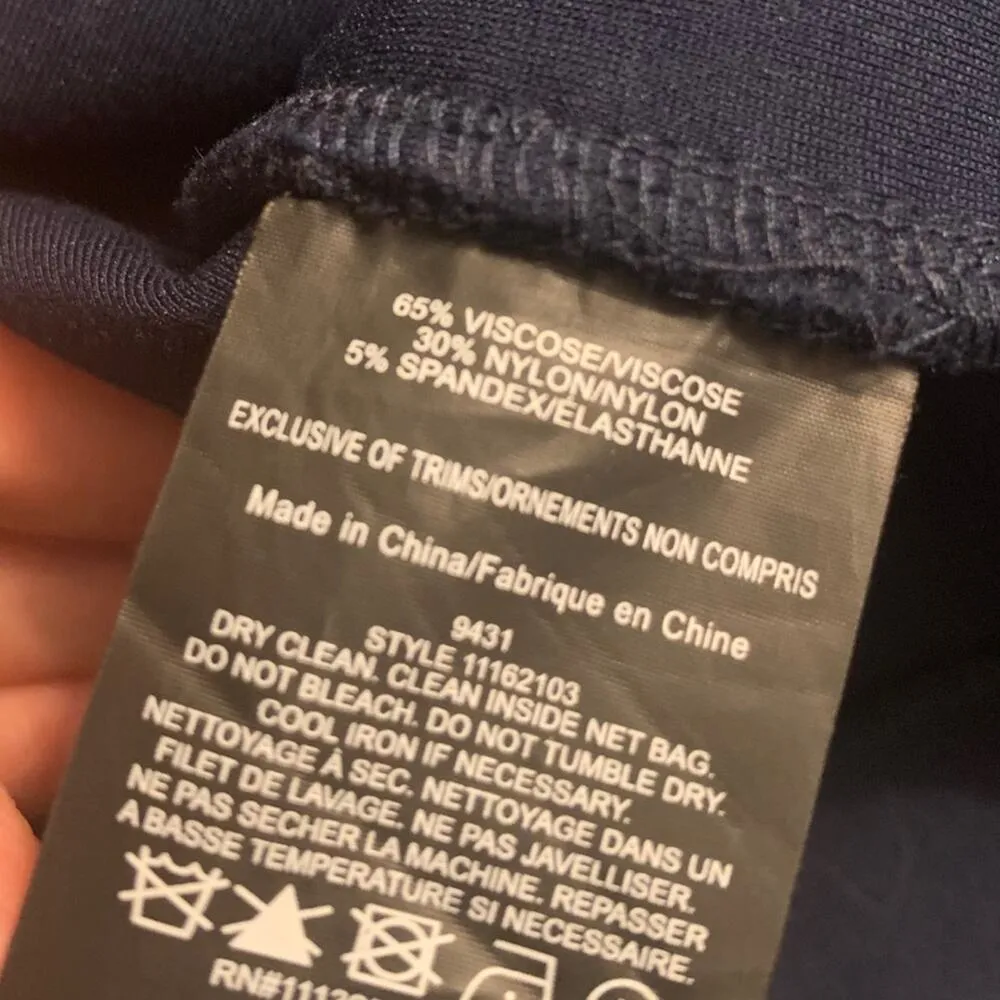 65% VISCOSE/VISCOSE
30% NYLON/NYLON
5% SPANDEX/ELASTHANNE
EXCLUSIVE OF TRIMS/ORNEMENTS NON COMPRIS
Made in China/Fabrique en Chine
9431
STYLE 11162103
DRY CLEAN. CLEAN INSIDE NET BAG.
DO NOT BLEACH. DO NOT TUMBLE DRY.
COOL IRON IF NECESSARY.
NETTOYAGE À SEC. NETTOYAGE DANS UN
FILET DE LAVAGE. NE PAS JAVELLISER.
NE PAS SECHER LA MACHINE. REPASSER
A BASSE TEMPERATURE SI NECESSAIRE.